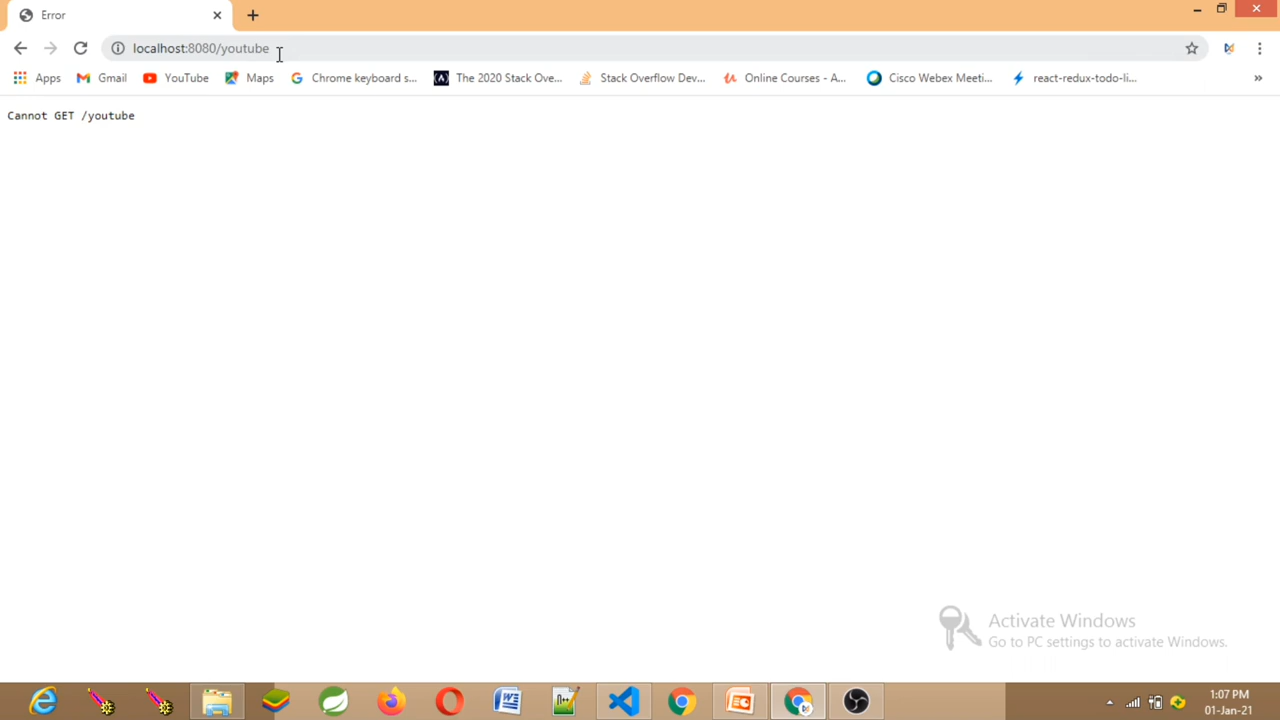 Error
localhost:8080/youtube
Apps
Gmail
YouTube
Maps
Chrome keyboard s...
The 2020 Stack Ove...
Stack Overflow Dev...
Online Courses - A...
Cisco Webex Meeti...
react-redux-todo-li...
Cannot GET /youtube
Activate Windows
Go to PC settings to activate Windows.
1:07 PM
01-Jan-21